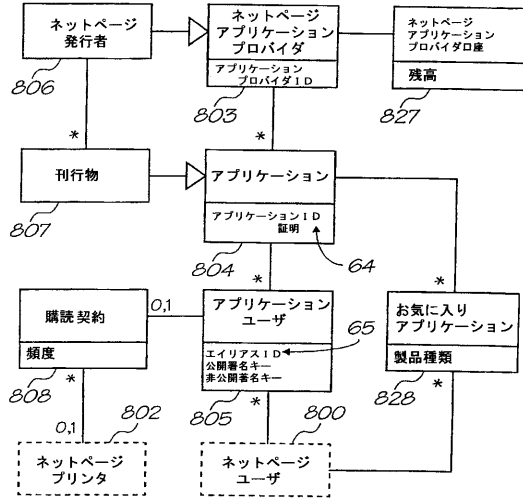 ネットページ
発行者
806
ネットページ
アプリケーション
プロバイダ
アプリケーション
プロバイダID
803
ネットページ
アプリケーション
プロバイダ口座
残高
827
*
*
刊行物
807
アプリケーション
アプリケーションID
証明
804
64
*
*
0,1
購読契約
頻度
808
アプリケーション
ユーザ
エイリアスID
公開署名キー
非公開署名キー
805
65
お気に入り
アプリケーション
製品種類
828
*
*
*
0,1
802
ネットページ
プリンタ
800
ネットページ
ユーザ